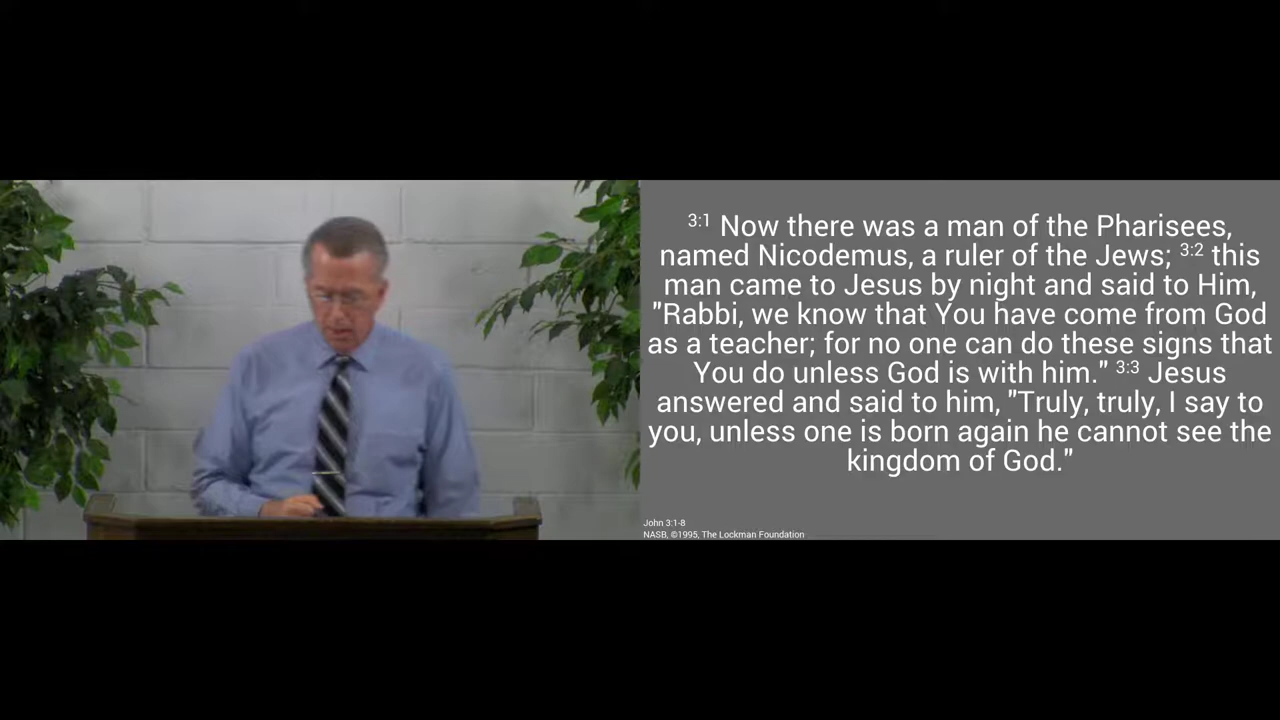 3:1 Now there was a man of the Pharisees,
named Nicodemus, a ruler of the Jews; 3:2 this
man came to Jesus by night and said to Him,
"Rabbi, we know that You have come from God
as a teacher; for no one can do these signs that
You do unless God is with him." 3:3 Jesus
answered and said to him, "Truly, truly, I say to
you, unless one is born again he cannot see the
kingdom of God."
John 3:1-8
NASB, ©1995, The Lockman Foundation